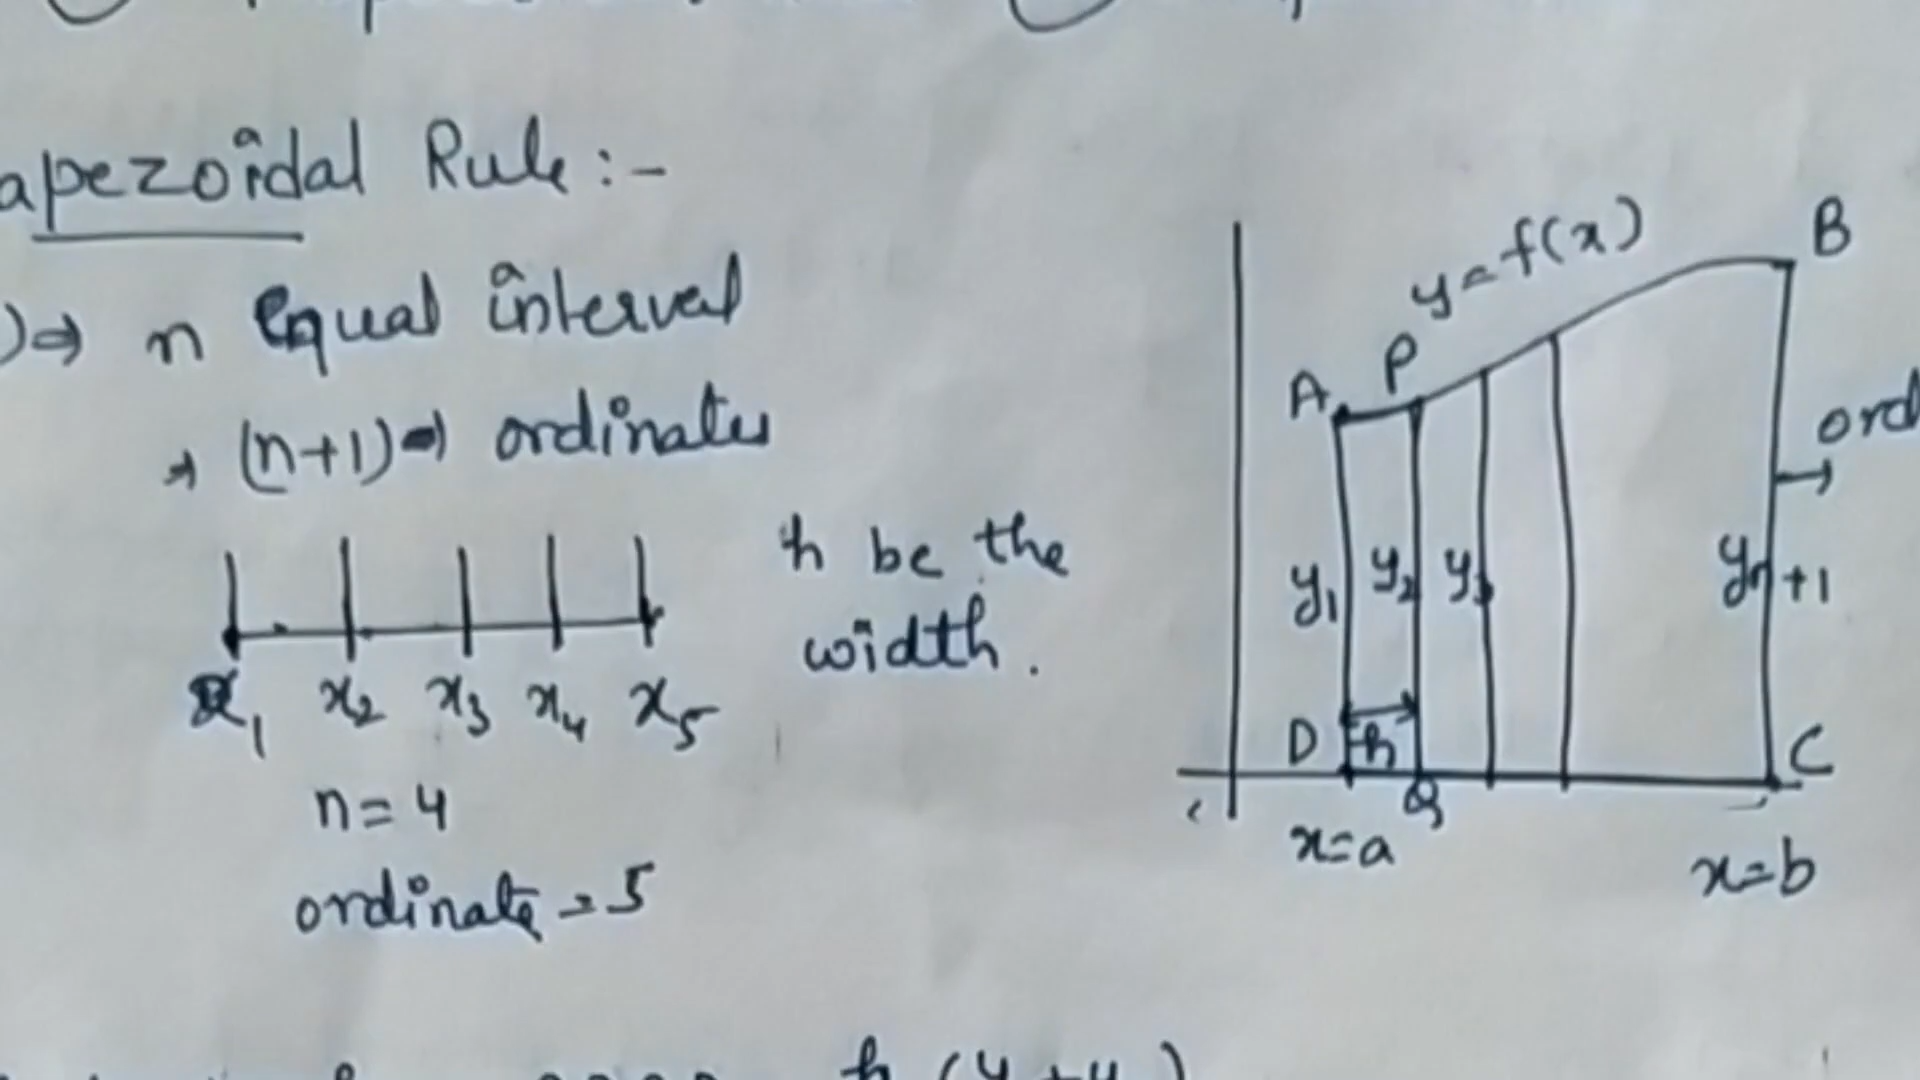 apezoidal Rule :-
)⇒ n equal interval
→ (n+1)⇒ ordinates
h be the
width.
x1 x2 x3 x4 x5
n=4
ordinate = 5
y=f(x)
A P B
ord
y1 y2 y3 yn+1
D h C
Q
x=a x=b